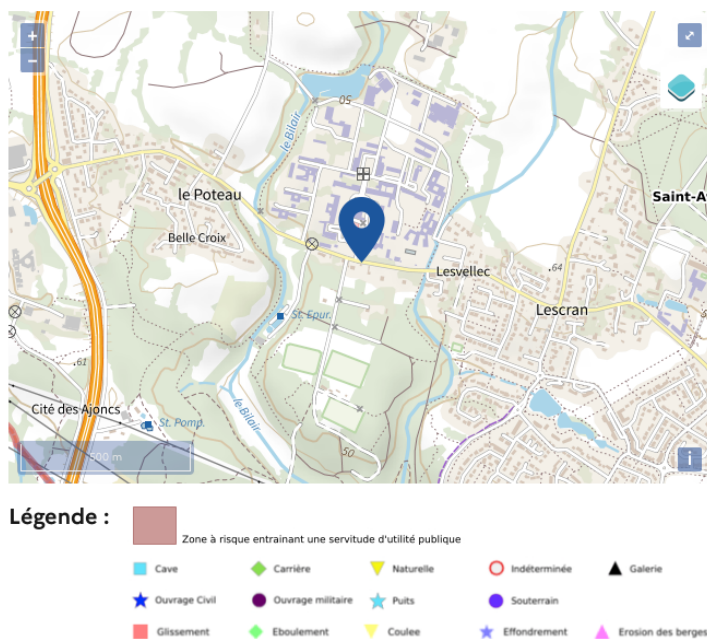 +
−
50
le Bilair
le Poteau
Saint-A
Belle Croix
Lesvellec
.64
Lescran
St. Epur.
.61
le Bilair
Cité des Ajoncs
St. Pomp.
500 m
50
i
Légende :
Zone à risque entrainant une servitude d'utilité publique
Cave
Carrière
Naturelle
Indéterminée
Galerie
Ouvrage Civil
Ouvrage militaire
Puits
Souterrain
Glissement
Eboulement
Coulee
Effondrement
Erosion des berges